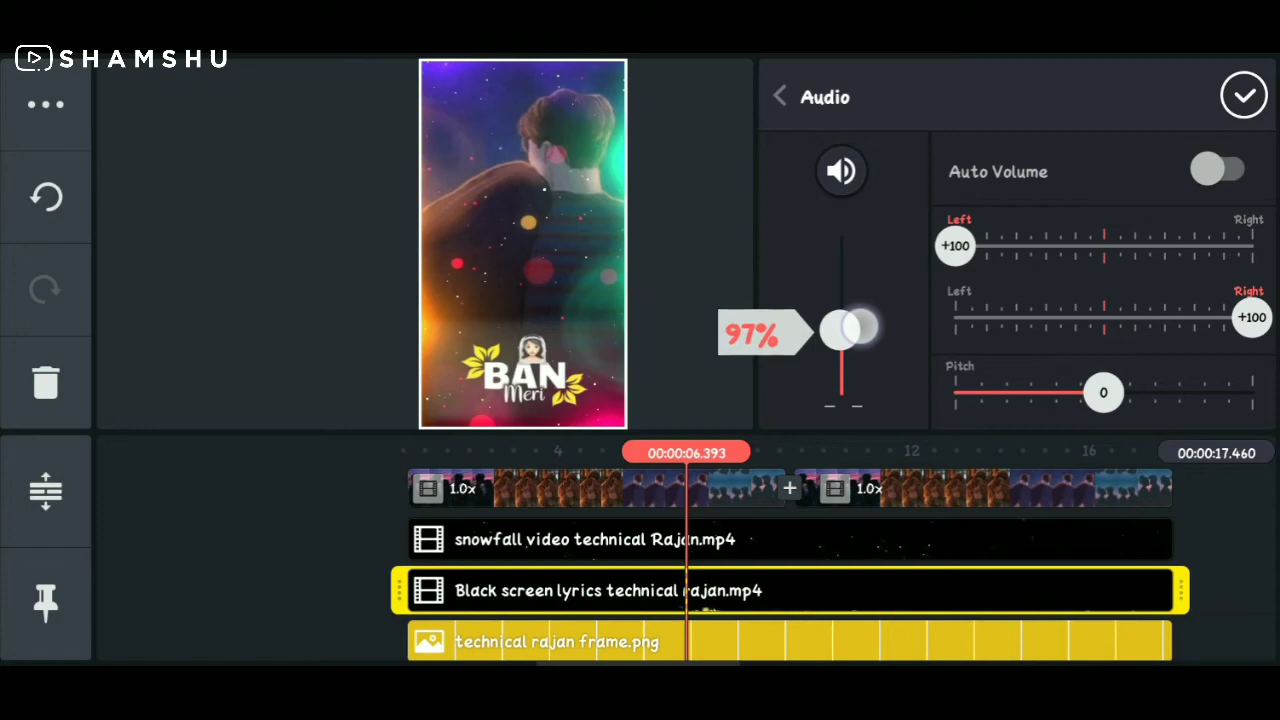 SHAMSHU
Audio
Auto Volume
Left
Right
+100
Left
Right
+100
97%
Pitch
0
BAN
Meri
4
00:00:06.393
12
16
00:00:17.460
1.0x
1.0x
snowfall video technical Rajan.mp4
Black screen lyrics technical rajan.mp4
technical rajan frame.png